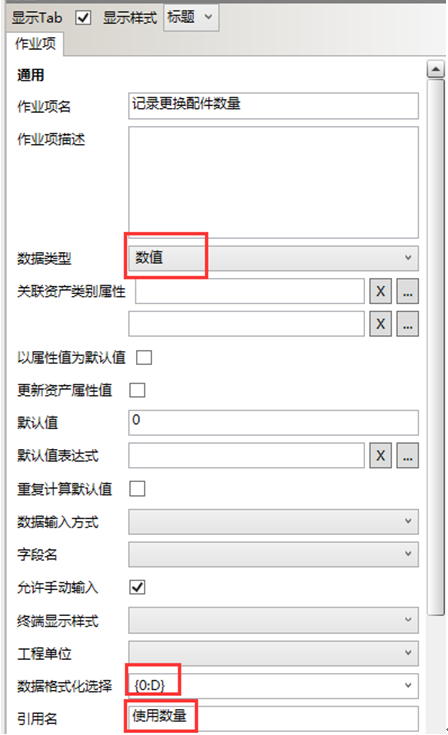 显示Tab 显示样式 标题
作业项
通用
作业项名 记录更换配件数量
作业项描述
数据类型 数值
关联资产类别属性 X ...
X ...
以属性值为默认值
更新资产属性值
默认值 0
默认值表达式 X ...
重复计算默认值
数据输入方式
字段名
允许手动输入
终端显示样式
工程单位
数据格式化选择 {0:D}
引用名 使用数量